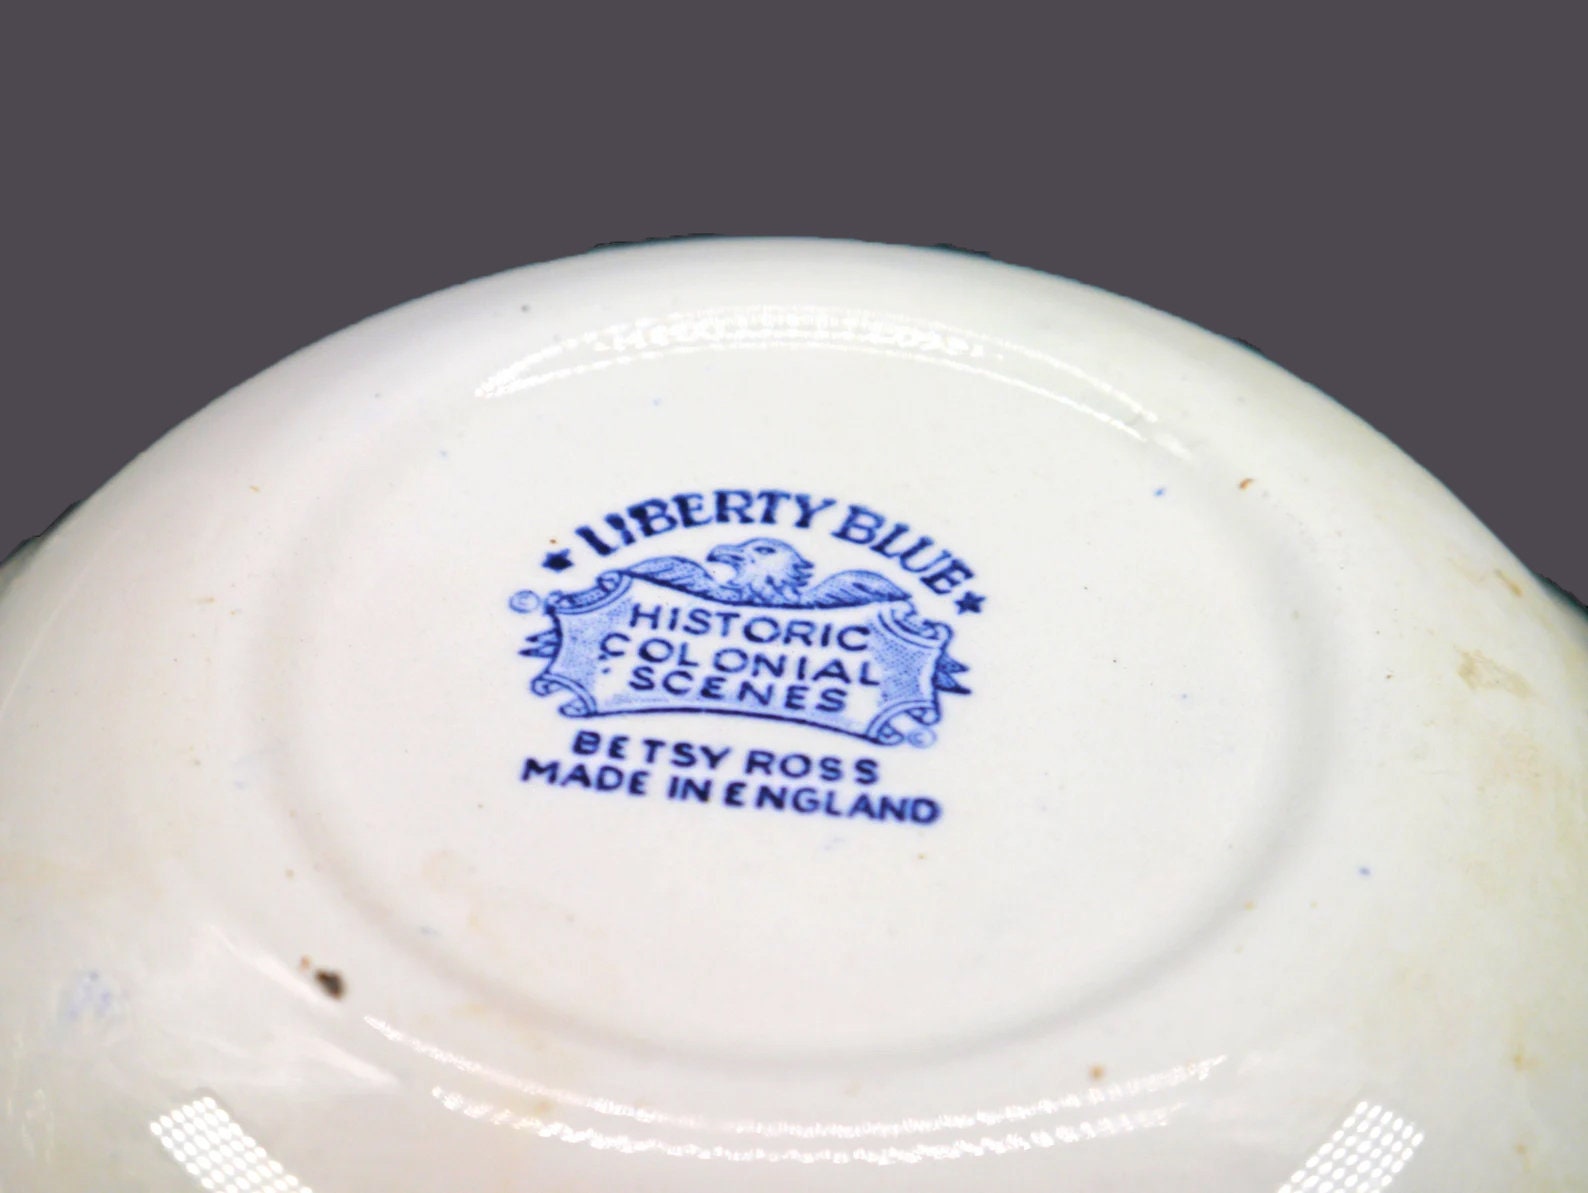 ★ LIBERTY BLUE ★
HISTORIC
COLONIAL
SCENES
©
BETSY ROSS
MADE IN ENGLAND